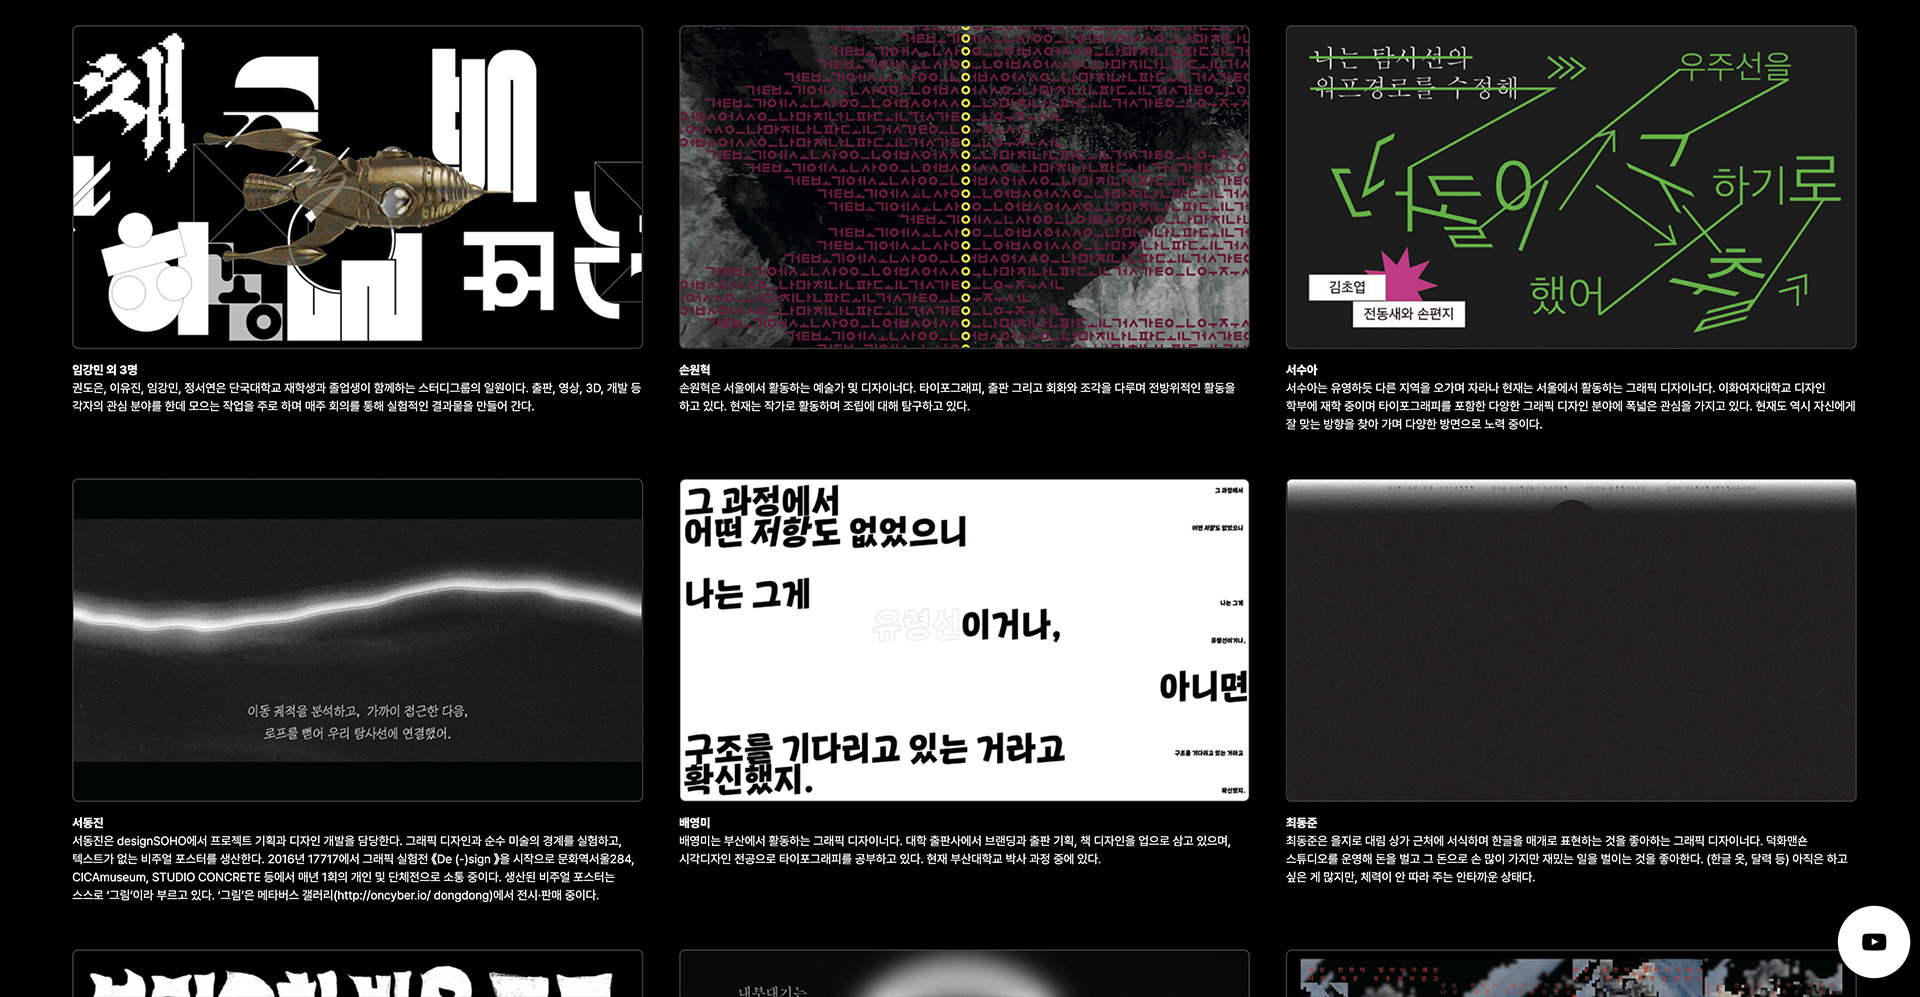 나는 탐사선의
워프경로를 수정해
우주선을
떠돌이
구
하기로
했어
김초엽
전동새와 손편지
임강민 외 3명
권도은, 이유진, 임강민, 정서연은 단국대학교 재학생과 졸업생이 함께하는 스터디그룹의 일원이다. 출판, 영상, 3D, 개발 등
각자의 관심 분야를 한데 모으는 작업을 주로 하며 매주 회의를 통해 실험적인 결과물을 만들어 간다.
손원혁
손원혁은 서울에서 활동하는 예술가 및 디자이너다. 타이포그래피, 출판 그리고 회화와 조각을 다루며 전방위적인 활동을
하고 있다. 현재는 작가로 활동하며 조립에 대해 탐구하고 있다.
서수아
서수아는 유영하듯 다른 지역을 오가며 자라나 현재는 서울에서 활동하는 그래픽 디자이너다. 이화여자대학교 디자인
학부에 재학 중이며 타이포그래피를 포함한 다양한 그래픽 디자인 분야에 폭넓은 관심을 가지고 있다. 현재도 역시 자신에게
잘 맞는 방향을 찾아 가며 다양한 방면으로 노력 중이다.
이동 궤적을 분석하고, 가까이 접근한 다음,
로프를 뻗어 우리 탐사선에 연결했어.
그 과정에서
어떤 저항도 없었으니
나는 그게
유령선이거나,
아니면
구조를 기다리고 있는 거라고
확신했지.
그 과정에서
어떤 저항도 없었으니
나는 그게
유령선이거나,
구조를 기다리고 있는 거라고
확신했지.
서동진
서동진은 designSOHO에서 프로젝트 기획과 디자인 개발을 담당한다. 그래픽 디자인과 순수 미술의 경계를 실험하고,
텍스트가 없는 비주얼 포스터를 생산한다. 2016년 17717에서 그래픽 실험전 《De (-)sign 》을 시작으로 문화역서울284,
CICAmuseum, STUDIO CONCRETE 등에서 매년 1회의 개인 및 단체전으로 소통 중이다. 생산된 비주얼 포스터는
스스로 ‘그림’이라 부르고 있다. ‘그림’은 메타버스 갤러리(http://oncyber.io/ dongdong)에서 전시·판매 중이다.
배영미
배영미는 부산에서 활동하는 그래픽 디자이너다. 대학 출판사에서 브랜딩과 출판 기획, 책 디자인을 업으로 삼고 있으며,
시각디자인 전공으로 타이포그래피를 공부하고 있다. 현재 부산대학교 박사 과정 중에 있다.
최동준
최동준은 을지로 대림 상가 근처에 서식하며 한글을 매개로 표현하는 것을 좋아하는 그래픽 디자이너다. 덕화맨숀
스튜디오를 운영해 돈을 벌고 그 돈으로 손 많이 가지만 재밌는 일을 벌이는 것을 좋아한다. (한글 옷, 달력 등) 아직은 하고
싶은 게 많지만, 체력이 안 따라 주는 안타까운 상태다.
내부대기는